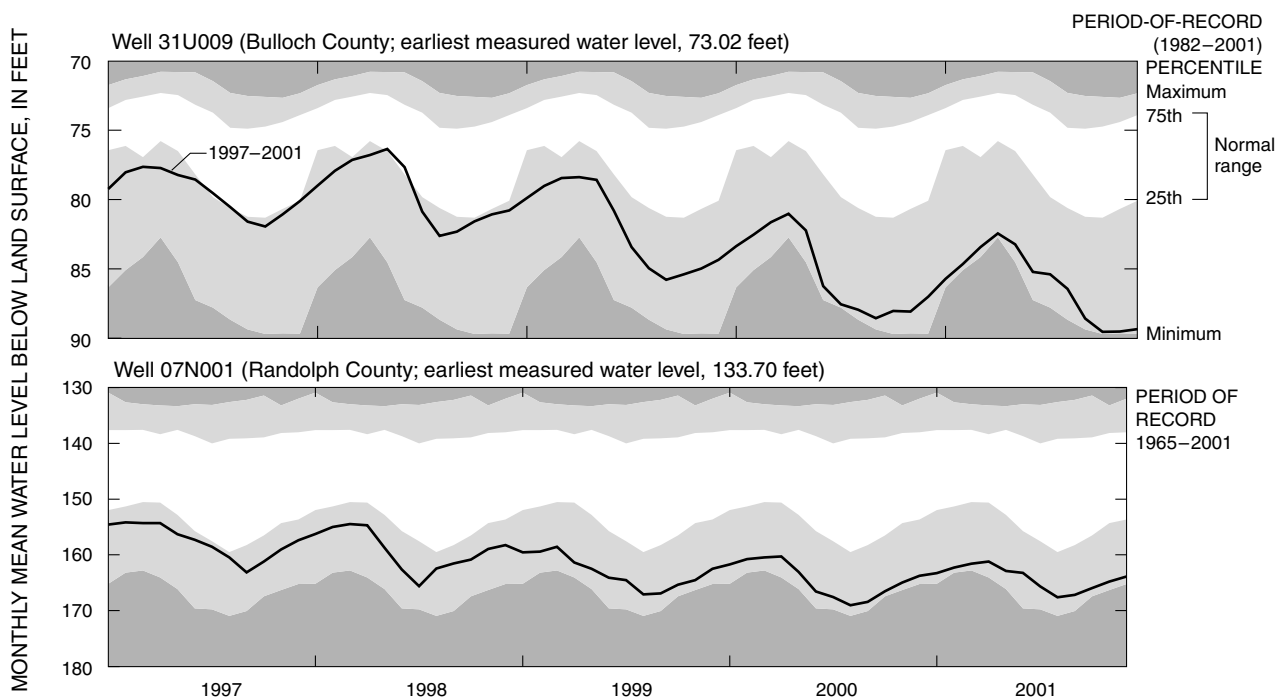 MONTHLY MEAN WATER LEVEL BELOW LAND SURFACE, IN FEET
Well 31U009 (Bulloch County; earliest measured water level, 73.02 feet)
PERIOD-OF-RECORD
(1982–2001)
PERCENTILE
Maximum
75th
Normal
range
25th
Minimum
70
75
80
85
90
1997–2001
Well 07N001 (Randolph County; earliest measured water level, 133.70 feet)
PERIOD OF
RECORD
1965–2001
130
140
150
160
170
180
1997 1998 1999 2000 2001